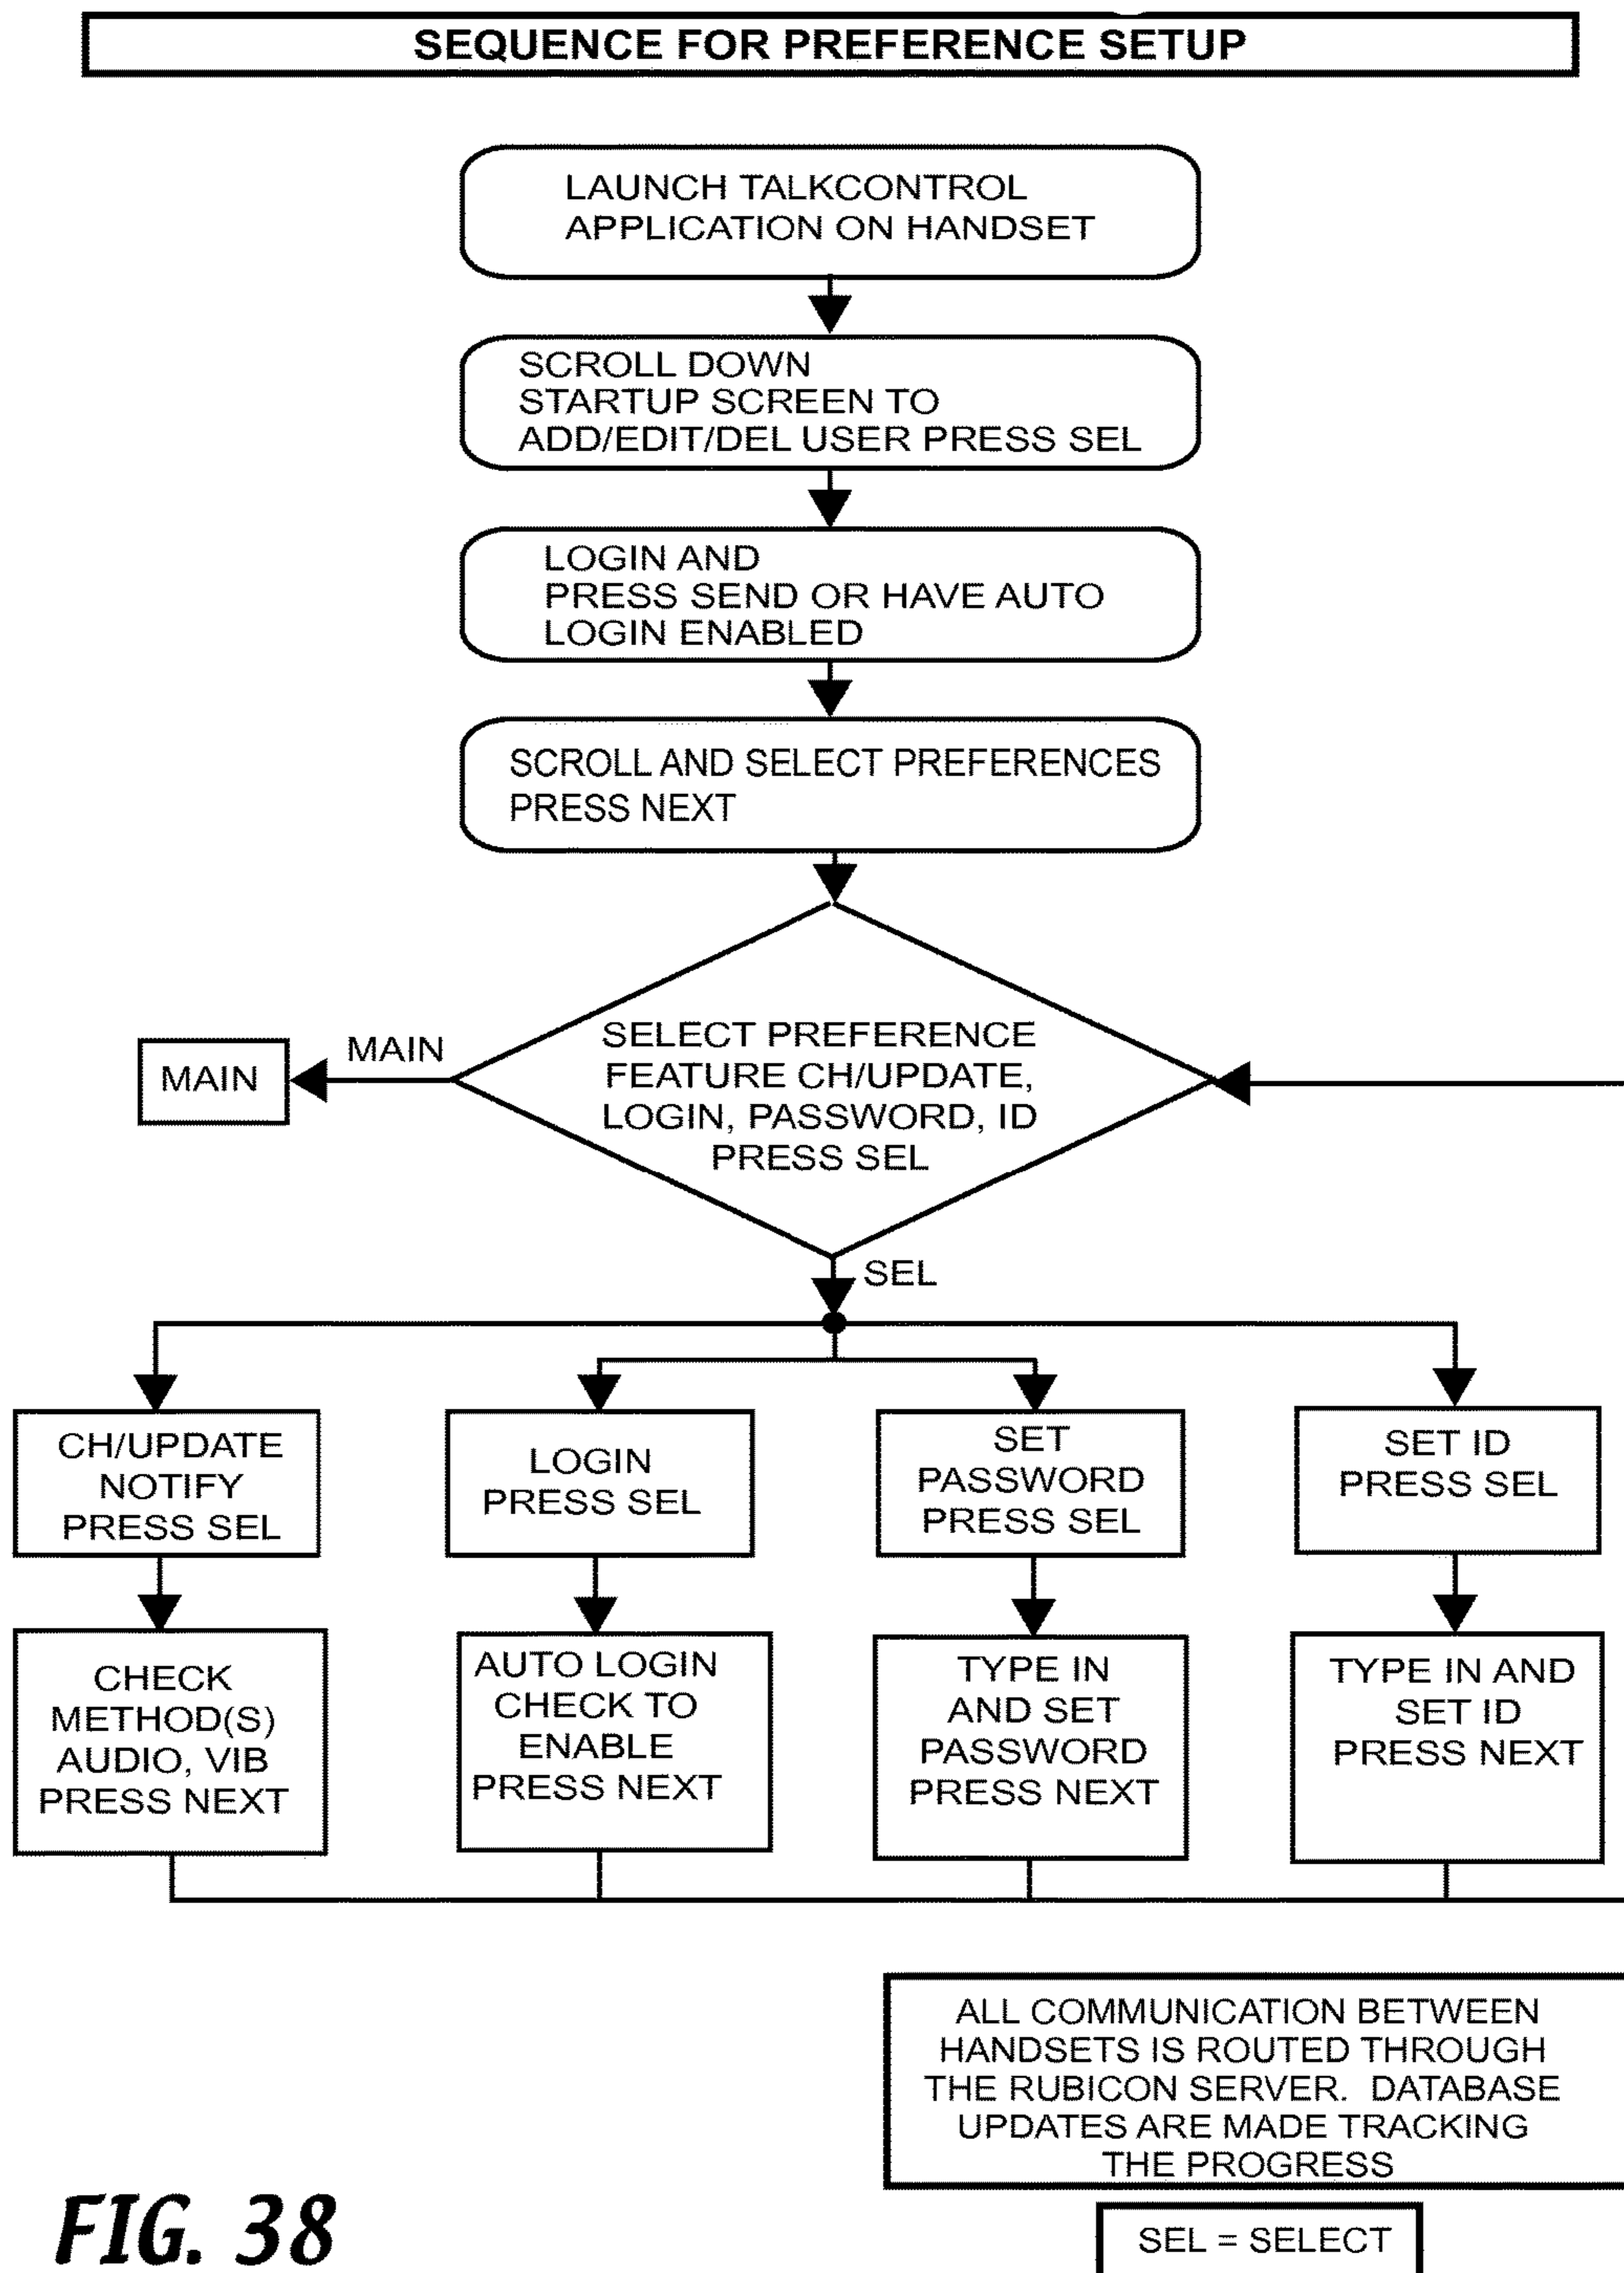 SEQUENCE FOR PREFERENCE SETUP
LAUNCH TALKCONTROL
APPLICATION ON HANDSET
SCROLL DOWN
STARTUP SCREEN TO
ADD/EDIT/DEL USER PRESS SEL
LOGIN AND
PRESS SEND OR HAVE AUTO
LOGIN ENABLED
SCROLL AND SELECT PREFERENCES
PRESS NEXT
SELECT PREFERENCE
FEATURE CH/UPDATE,
LOGIN, PASSWORD, ID
PRESS SEL
MAIN
MAIN
SEL
CH/UPDATE
NOTIFY
PRESS SEL
LOGIN
PRESS SEL
SET
PASSWORD
PRESS SEL
SET ID
PRESS SEL
CHECK
METHOD(S)
AUDIO, VIB
PRESS NEXT
AUTO LOGIN
CHECK TO
ENABLE
PRESS NEXT
TYPE IN
AND SET
PASSWORD
PRESS NEXT
TYPE IN AND
SET ID
PRESS NEXT
ALL COMMUNICATION BETWEEN
HANDSETS IS ROUTED THROUGH
THE RUBICON SERVER. DATABASE
UPDATES ARE MADE TRACKING
THE PROGRESS
SEL = SELECT
FIG. 38